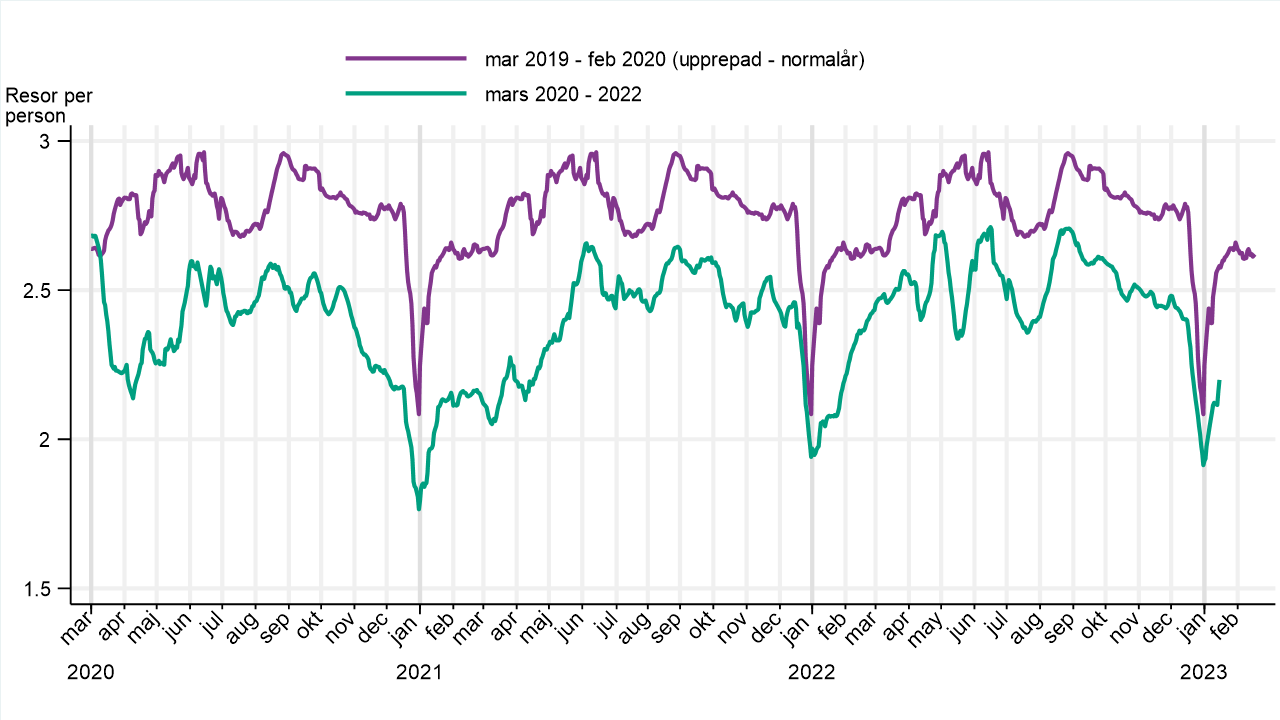 mar 2019 - feb 2020 (upprepad - normalår)
mars 2020 - 2022
Resor per
person
3
2.5
2
1.5
mar apr maj jun jul aug sep okt nov dec jan feb mar apr maj jun jul aug sep okt nov dec jan feb mar apr may jun jul aug sep okt nov dec jan feb
2020 2021 2022 2023